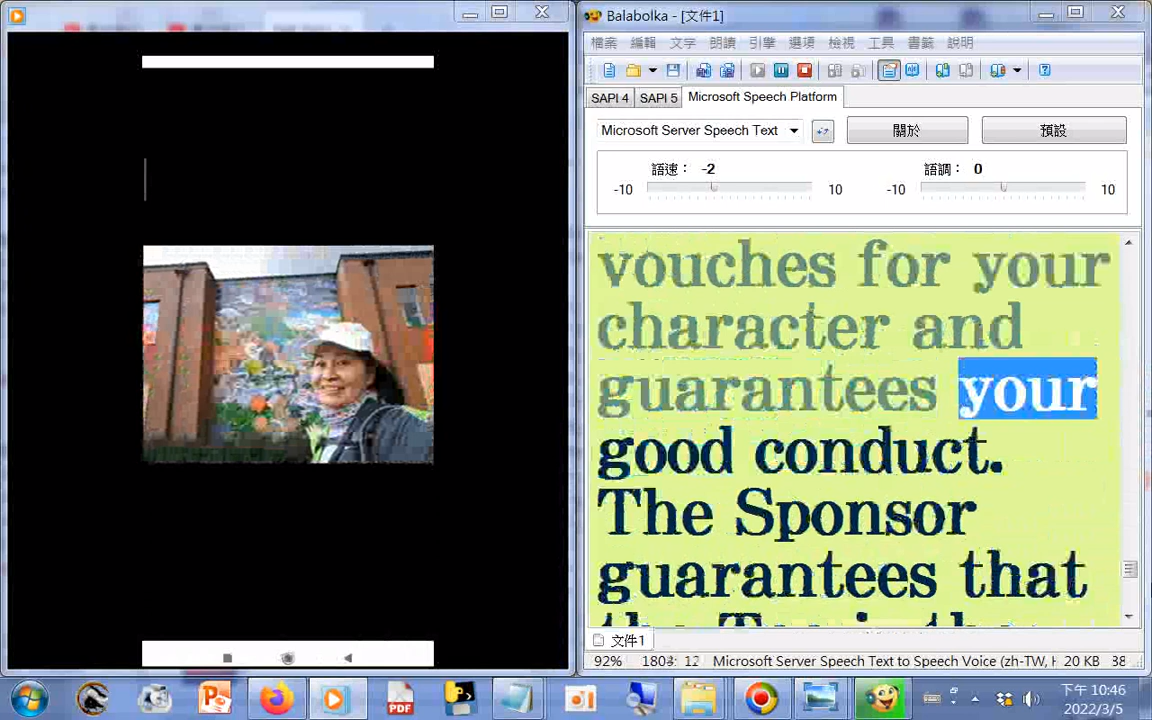 Balabolka - [文件1]
檔案 編輯 文字 朗讀 引擎 選項 檢視 工具 書籤 說明
SAPI 4 SAPI 5 Microsoft Speech Platform
Microsoft Server Speech Text 關於 預設
語速： -2 語調： 0
-10 10 -10 10
vouches for your
character and
guarantees your
good conduct.
The Sponsor
guarantees that
文件1
92% 1804: 12 Microsoft Server Speech Text to Speech Voice (zh-TW, H 20 KB 38
PDF
下午 10:46
2022/3/5